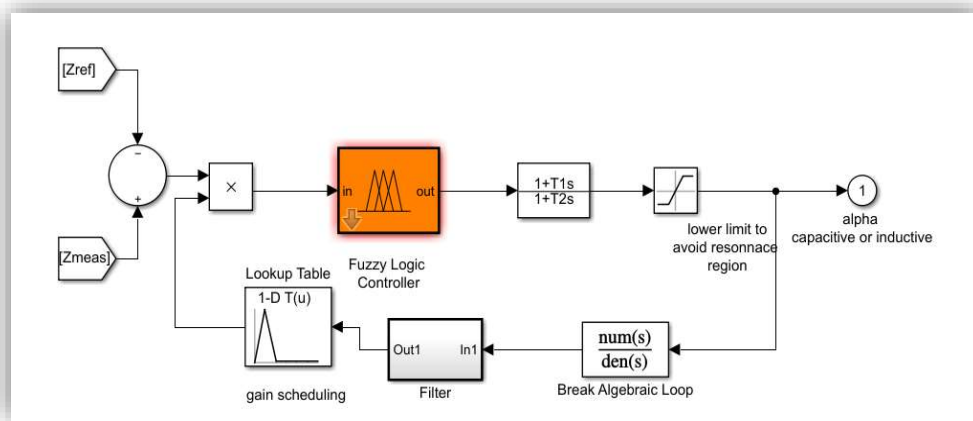 [Zref]
−
+
[Zmeas]
×
in
out
Fuzzy Logic
Controller
1+T1s
1+T2s
lower limit to
avoid resonnace
region
1
alpha
capacitive or inductive
Lookup Table
1-D T(u)
gain scheduling
Out1
In1
Filter
num(s)
den(s)
Break Algebraic Loop